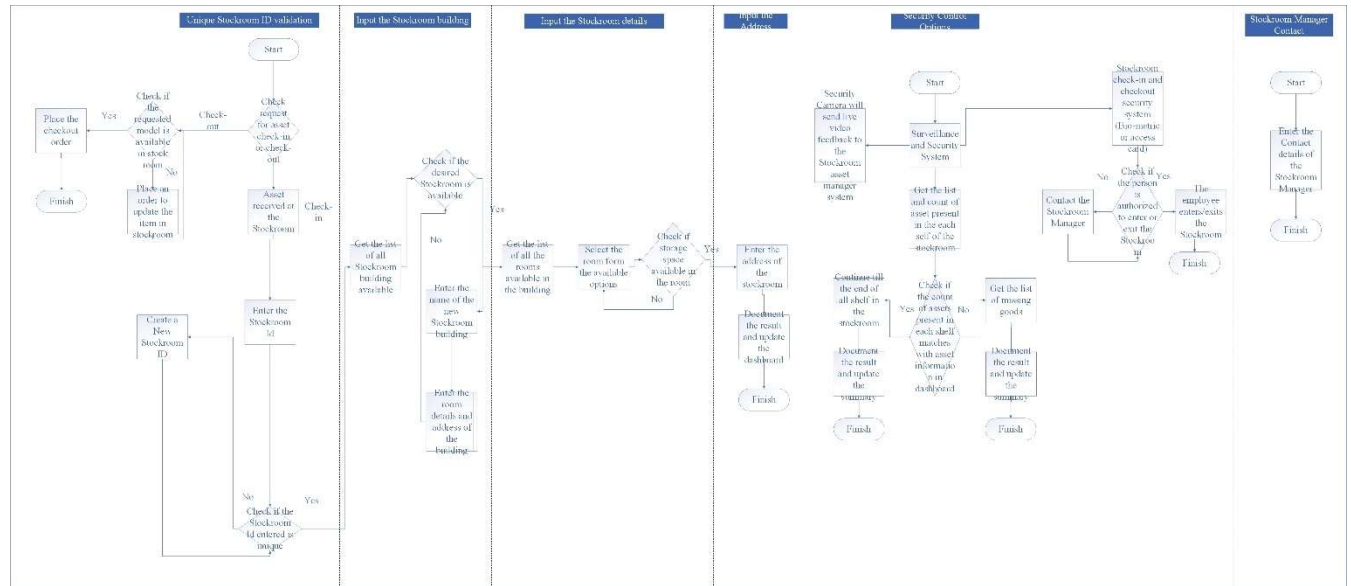 Unique Stockroom ID validation
Start
Check
request
for asset
check-in
or check-
out
Check-
out
Check if
the
requested
model is
available
in stock
room
Yes
Place the
checkout
order
Finish
No
Place an
order to
update the
item in
stockroom
Asset
received at
the
Stockroom
Check-
in
Enter the
Stockroom
Id
Create a
New
Stockroom
ID
No
Yes
Check if the
Stockroom
Id entered is
unique
Input the Stockroom building
Check if the
desired
Stockroom is
available
Yes
No
Get the list
of all
Stockroom
building
available
Enter the
name of the
new
Stockroom
building
Enter the
room
details and
address of
the
building
Input the Stockroom details
Get the list
of all the
rooms
available in
the building
Select the
room form
the available
options
Check if
storage
space
available in
the room
Yes
No
Input the
Address
Enter the
address of
the
stockroom
Document
the result
and update
the
dashboard
Finish
Security Control
Options
Start
Security
Camera will
send live
video
feedback to
the
Stockroom
asset
manager
system
Surveillance
and Security
System
Stockroom
check-in and
checkout
security
system
(Bio-metric
or access
card)
Get the list
and count of
asset present
in the each
self of the
stockroom
No
Yes
Check if
the person
is
authorized
to enter or
exit the
Stockroo
m
Contact the
Stockroom
Manager
The
employee
enters/exits
the
Stockroom
Finish
Continue till
the end of
all shelf in
the
stockroom
Yes
No
Check if
the count
of assets
present in
each shelf
matches
with asset
informatio
n in
dashboard
Get the list
of missing
goods
Document
the result
and update
the
summary
Finish
Document
the result
and update
the
summary
Finish
Stockroom Manager
Contact
Start
Enter the
Contact
details of
the
Stockroom
Manager
Finish